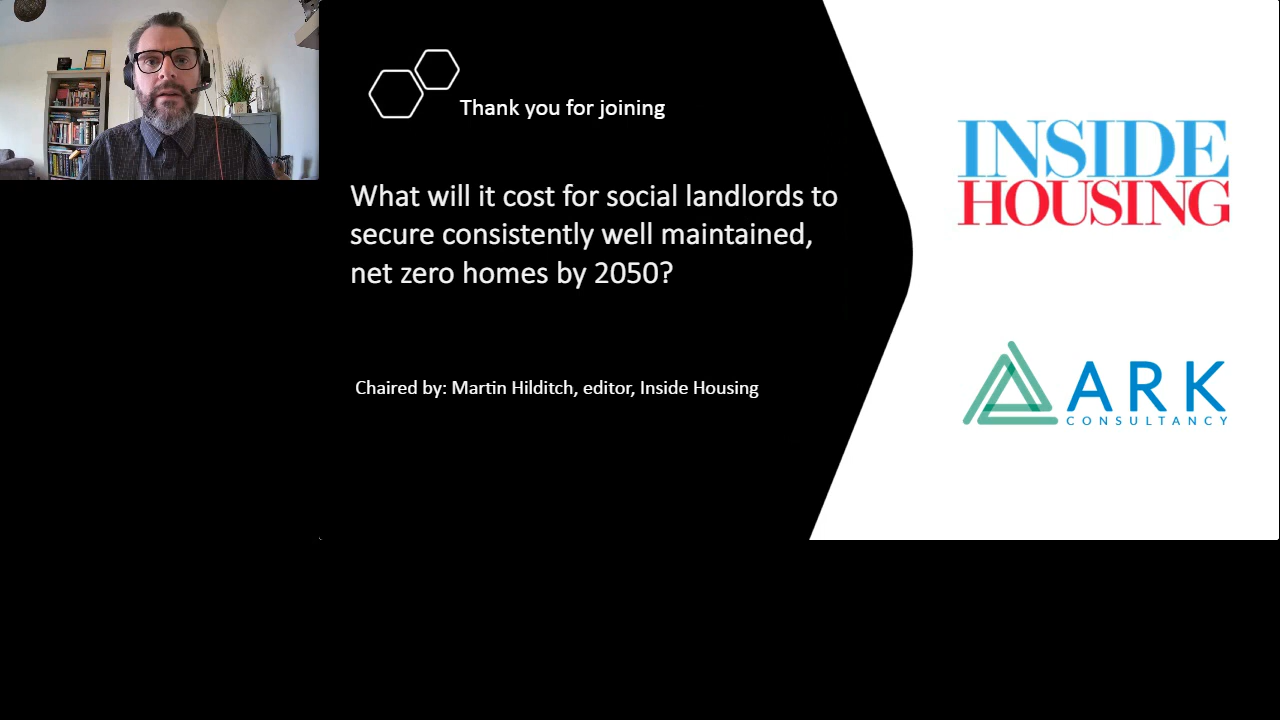 Thank you for joining
What will it cost for social landlords to
secure consistently well maintained,
net zero homes by 2050?
Chaired by: Martin Hilditch, editor, Inside Housing
INSIDE
HOUSING
ARK
CONSULTANCY